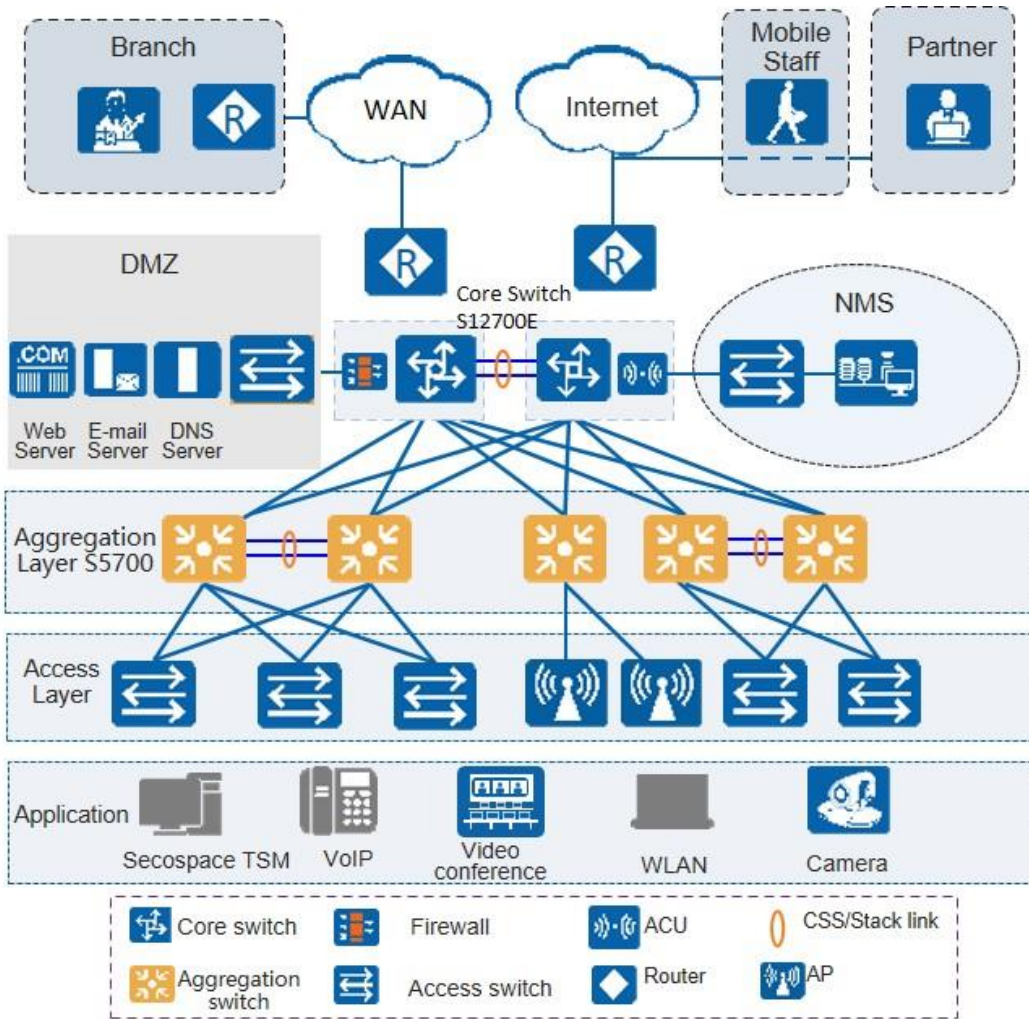 Branch
WAN
Internet
Mobile
Staff
Partner
R
R
R
DMZ
Core Switch
S12700E
NMS
.COM
Web
Server
E-mail
Server
DNS
Server
Aggregation
Layer S5700
Access
Layer
Application
Secospace TSM
VoIP
Video
conference
WLAN
Camera
Core switch
Firewall
ACU
CSS/Stack link
Aggregation
switch
Access switch
Router
AP